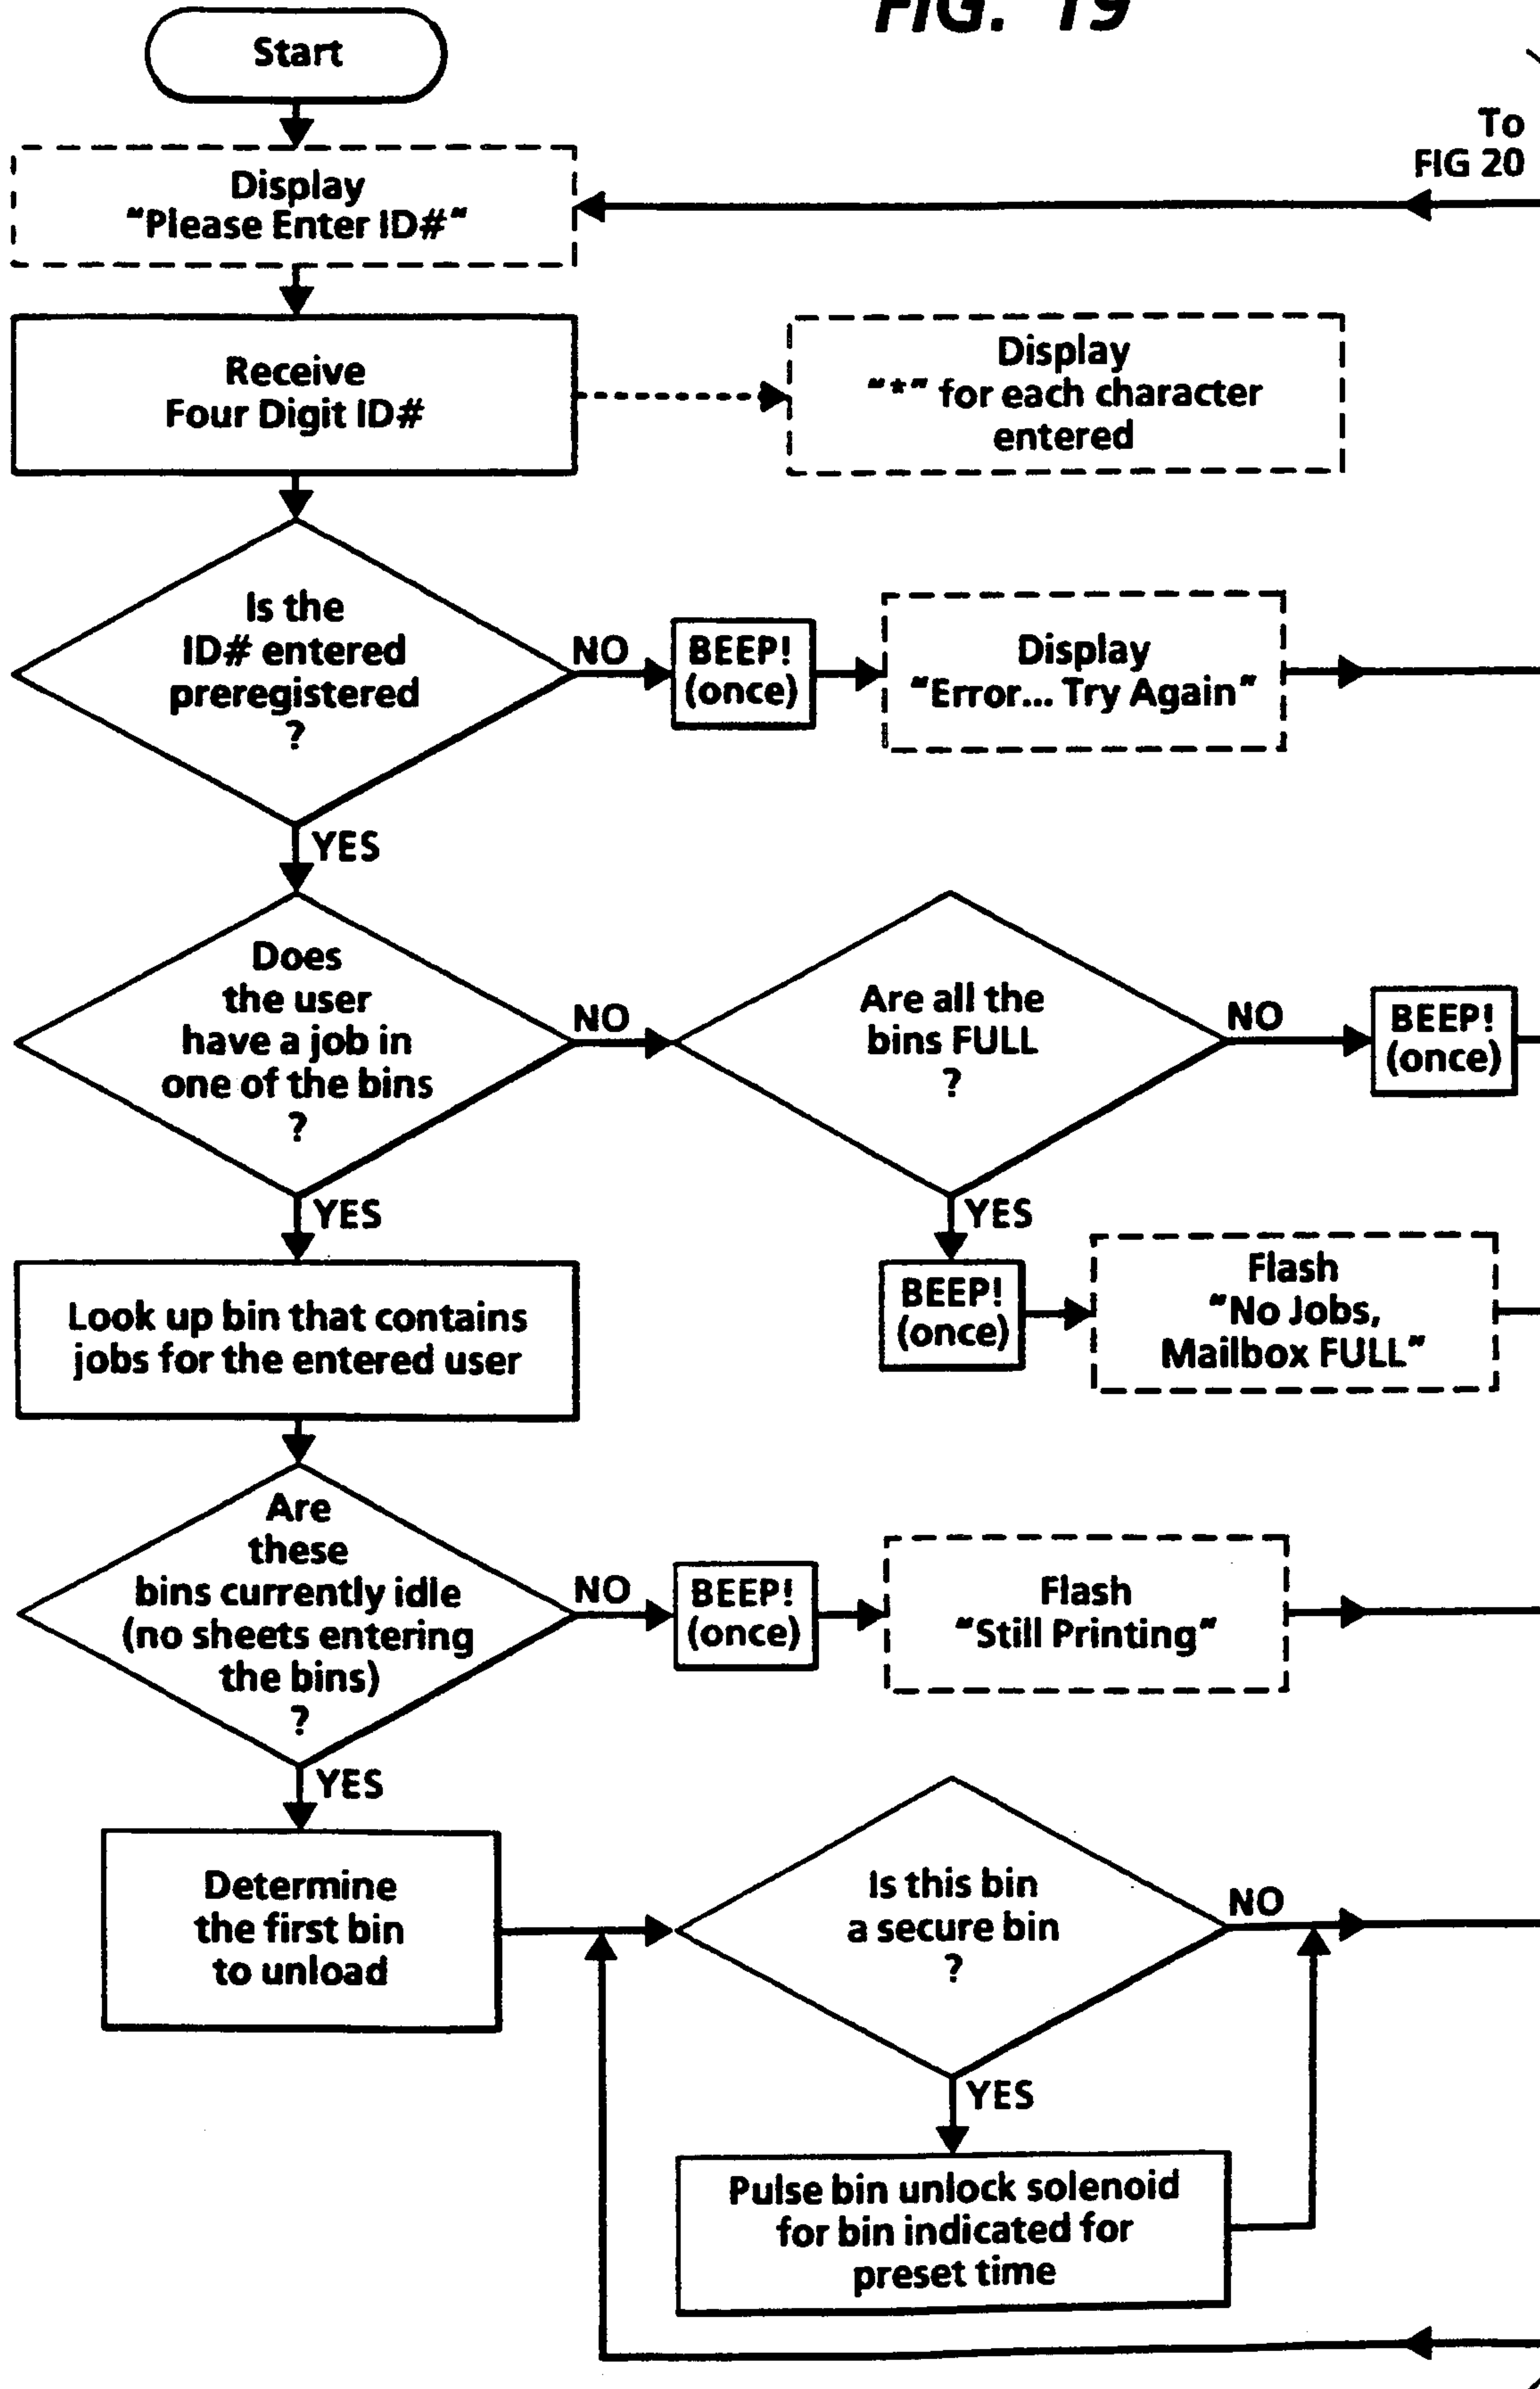 FIG. 19
Start
To
FIG 20
Display
"Please Enter ID#"
Receive
Four Digit ID#
Display
"*" for each character
entered
Is the
ID# entered
preregistered
?
NO
BEEP!
(once)
Display
"Error... Try Again"
YES
Does
the user
have a job in
one of the bins
?
NO
Are all the
bins FULL
?
NO
BEEP!
(once)
YES
YES
BEEP!
(once)
Flash
"No Jobs,
Mailbox FULL"
Look up bin that contains
jobs for the entered user
Are
these
bins currently idle
(no sheets entering
the bins)
?
NO
BEEP!
(once)
Flash
"Still Printing"
YES
Determine
the first bin
to unload
Is this bin
a secure bin
?
NO
YES
Pulse bin unlock solenoid
for bin indicated for
preset time